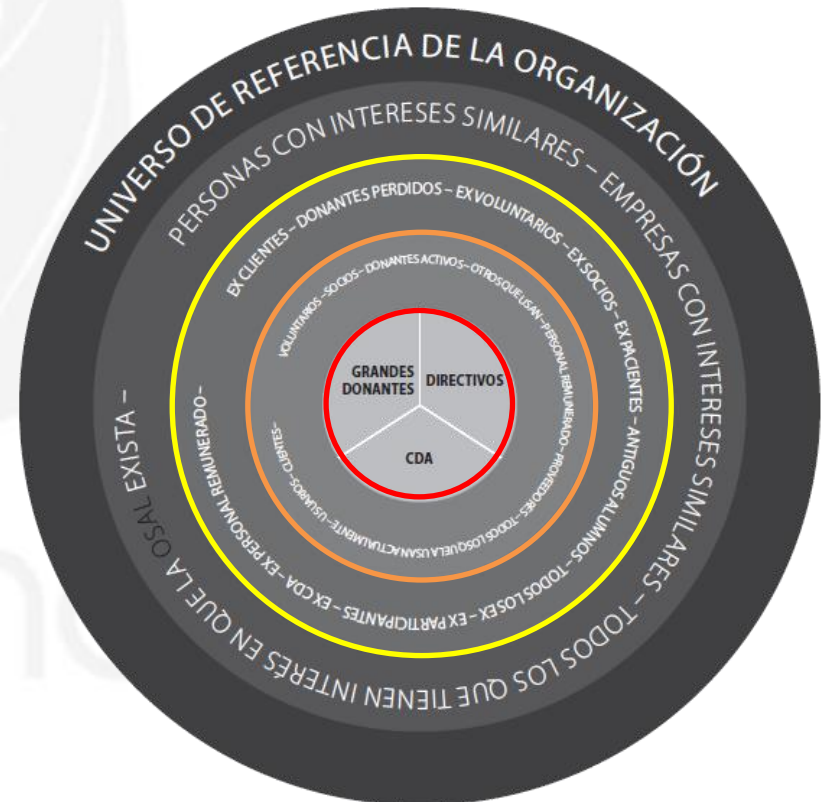 UNIVERSO DE REFERENCIA DE LA ORGANIZACIÓN
PERSONAS CON INTERESES SIMILARES – EMPRESAS CON INTERESES SIMILARES – TODOS LOS QUE TIENEN INTERÉS EN QUE LA OSAL EXISTA –
EX CLIENTES – DONANTES PERDIDOS – EX VOLUNTARIOS – EX SOCIOS – EX PACIENTES – ANTIGUOS ALUMNOS – TODOS LOS EX – EX PARTICIPANTES – EX CDA – EX PERSONAL REMUNERADO –
VOLUNTARIOS – SOCIOS – DONANTES ACTIVOS – OTROS QUE USAN – PERSONAL REMUNERADO – PROVEEDORES – TODOS LOS QUE LA USAN ACTUALMENTE – USUARIOS – CLIENTES –
GRANDES
DONANTES
DIRECTIVOS
CDA